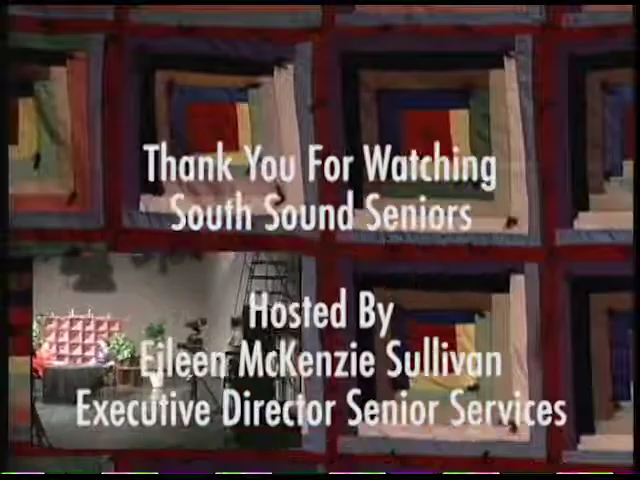 Thank You For Watching
South Sound Seniors
Hosted By
Eileen McKenzie Sullivan
Executive Director Senior Services